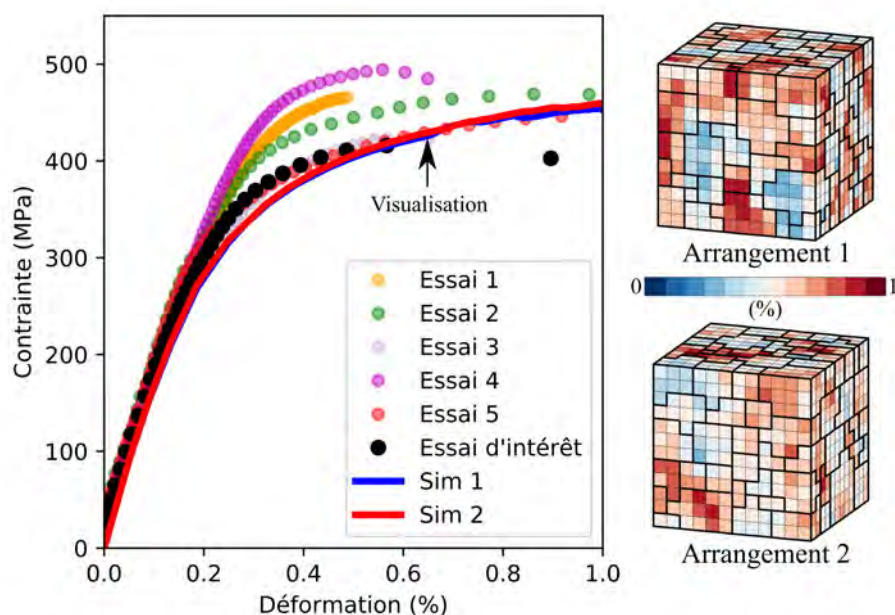 Contrainte (MPa)
500
400
300
200
100
0
0.0 0.2 0.4 0.6 0.8 1.0
Déformation (%)
Visualisation
Essai 1
Essai 2
Essai 3
Essai 4
Essai 5
Essai d'intérêt
Sim 1
Sim 2
Arrangement 1
0 1
(%)
Arrangement 2